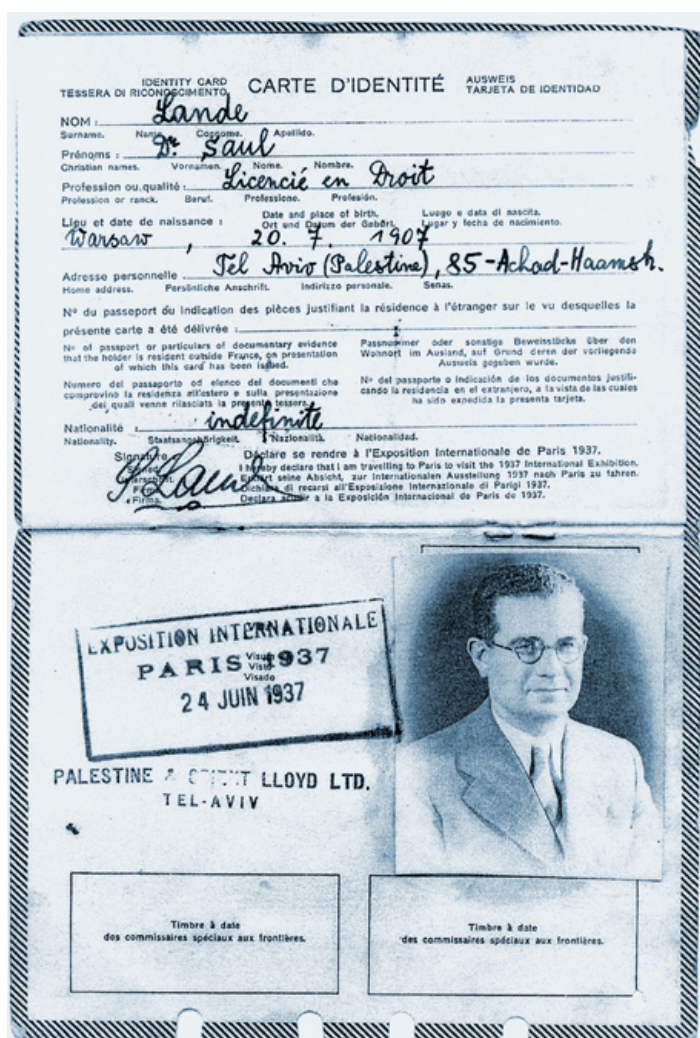 IDENTITY CARD
TESSERA DI RICONOSCIMENTO
CARTE D'IDENTITÉ
AUSWEIS
TARJETA DE IDENTIDAD
NOM : Lande
Surname. Name. Cognome. Apellido.
Prénoms : Dr. Saul
Christian names. Vornamen. Nome. Nombre.
Profession ou qualité : Licencié en Droit
Profession or ranck. Beruf. Professione. Profesión.
Lieu et date de naissance :
Date and place of birth. Luogo e data di nascita.
Ort und Datum der Geburt. Lugar y fecha de nacimiento.
Warsaw, 20. 7. 1907
Adresse personnelle Tel Aviv (Palestine), 85-Achad-Haamstr.
Home address. Persönliche Anschrift. Indirizzo personale. Senas.
N° du passeport ou indication des pièces justifiant la résidence à l'étranger sur le vu desquelles la
présente carte a été délivrée :
N° of passport or particulars of documentary evidence
that the holder is resident outside France, on presentation
of which this card has been issued.
Passnummer oder sonstige Beweisstücke über den
Wohnort im Ausland, auf Grund deren der vorliegende
Ausweis gegeben wurde.
Numero del passaporto od elenco dei documenti che
comprovino la residenza all'estero e sulla presentazione
dei quali venne rilasciata la presente tessera.
N° del pasaporte o indicación de los documentos justifi-
cando la residencia en el extranjero, a la vista de las cuales
ha sido expedida la presenta tarjeta.
Nationalité : indefinite
Nationality. Staatsangehörigkeit. Nazionalità. Nacionalidad.
Signature
Déclare se rendre à l'Exposition Internationale de Paris 1937.
I hereby declare that I am travelling to Paris to visit the 1937 International Exhibition.
Erklärt seine Absicht, zur Internationalen Ausstellung 1937 nach Paris zu fahren.
Dichiara di recarsi all'Esposizione Internazionale di Parigi 1937.
Declara acudir a la Exposición Internacional de Paris de 1937.
S. Lande
EXPOSITION INTERNATIONALE
PARIS 1937
Visum
Visto
Visado
24 JUIN 1937
PALESTINE & ORIENT LLOYD LTD.
TEL-AVIV
Timbre à date
des commissaires spéciaux aux frontières.
Timbre à date
des commissaires spéciaux aux frontières.